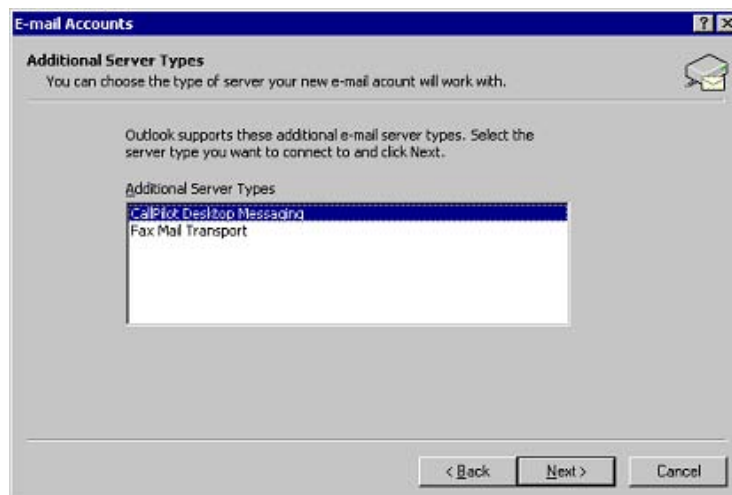 E-mail Accounts
Additional Server Types
You can choose the type of server your new e-mail acount will work with.
Outlook supports these additional e-mail server types. Select the
server type you want to connect to and click Next.
Additional Server Types
CallPilot Desktop Messaging
Fax Mail Transport
< Back Next > Cancel